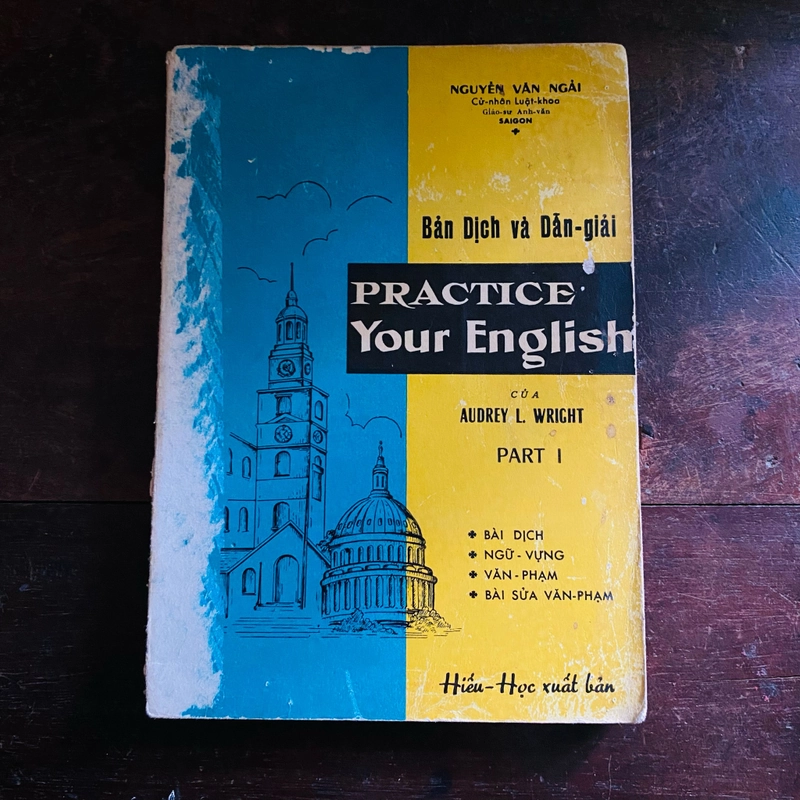 NGUYỄN VĂN NGẢI
Cử-nhân Luật-khoa
Giáo-sư Anh-văn
SAIGON
Bản Dịch và Dẫn-giải
PRACTICE
Your English
CỦA
AUDREY L. WRIGHT
PART I
BÀI DỊCH
NGỮ-VỰNG
VĂN-PHẠM
BÀI SỬA VĂN-PHẠM
Hiếu-Học xuất bản